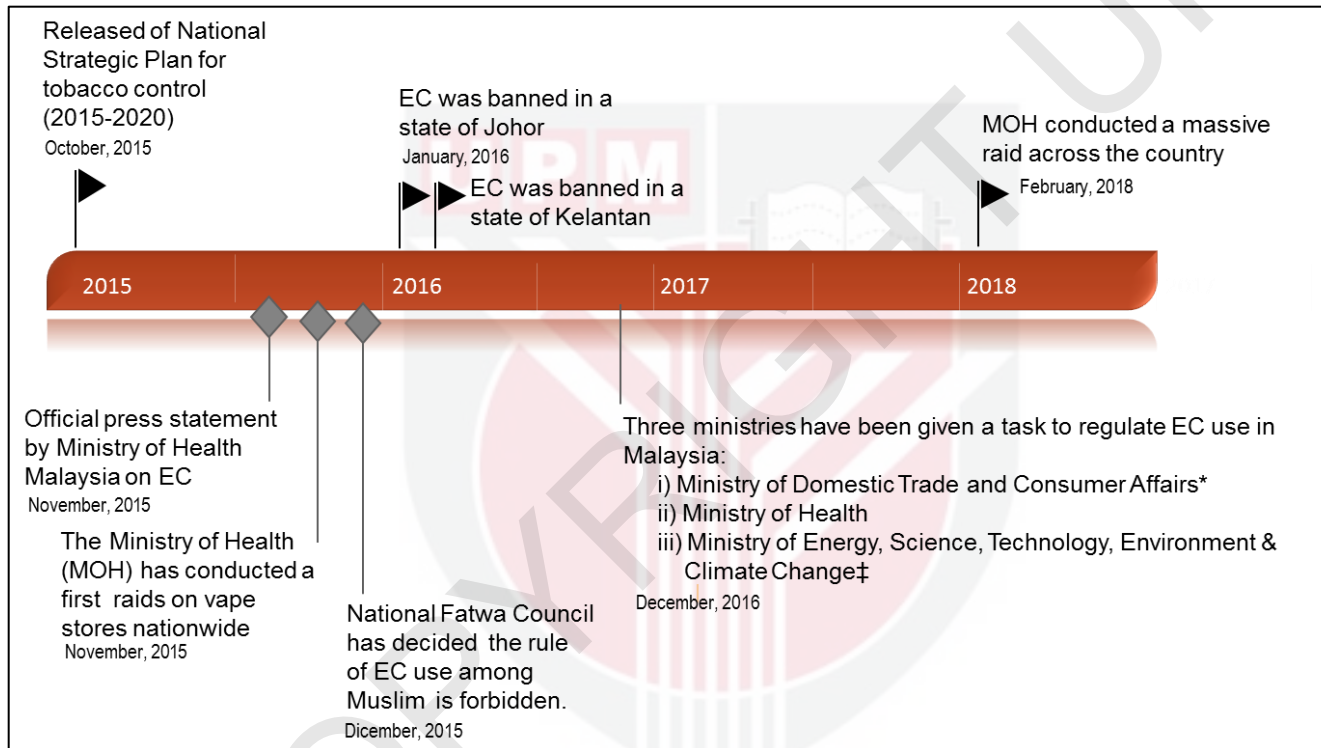 Released of National
Strategic Plan for
tobacco control
(2015-2020)
October, 2015
EC was banned in a
state of Johor
January, 2016
EC was banned in a
state of Kelantan
MOH conducted a massive
raid across the country
February, 2018
UPM
2015
2016
2017
2018
Official press statement
by Ministry of Health
Malaysia on EC
November, 2015
The Ministry of Health
(MOH) has conducted a
first raids on vape
stores nationwide
November, 2015
National Fatwa Council
has decided the rule
of EC use among
Muslim is forbidden.
Dicember, 2015
Three ministries have been given a task to regulate EC use in
Malaysia:
i) Ministry of Domestic Trade and Consumer Affairs*
ii) Ministry of Health
iii) Ministry of Energy, Science, Technology, Environment &
Climate Change‡
December, 2016
OPYRIGHT U